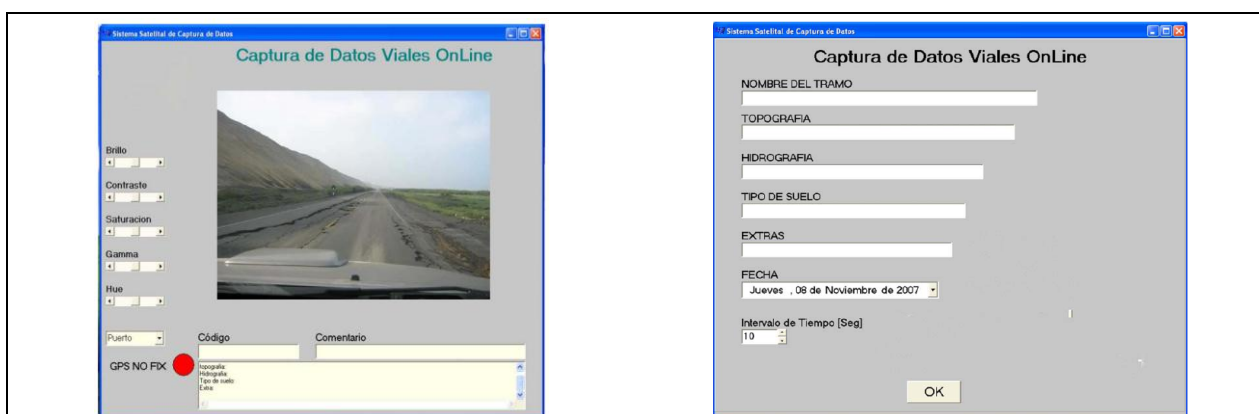 Sistema Satelital de Captura de Datos
Captura de Datos Viales OnLine
Brillo
Contraste
Saturacion
Gamma
Hue
Puerto
Código
Comentario
GPS NO FIX
topografia:
Hidrografia:
Tipo de suelo:
Extra:
Sistema Satelital de Captura de Datos
Captura de Datos Viales OnLine
NOMBRE DEL TRAMO
TOPOGRAFIA
HIDROGRAFIA
TIPO DE SUELO
EXTRAS
FECHA
Jueves , 08 de Noviembre de 2007
Intervalo de Tiempo [Seg]
10
OK